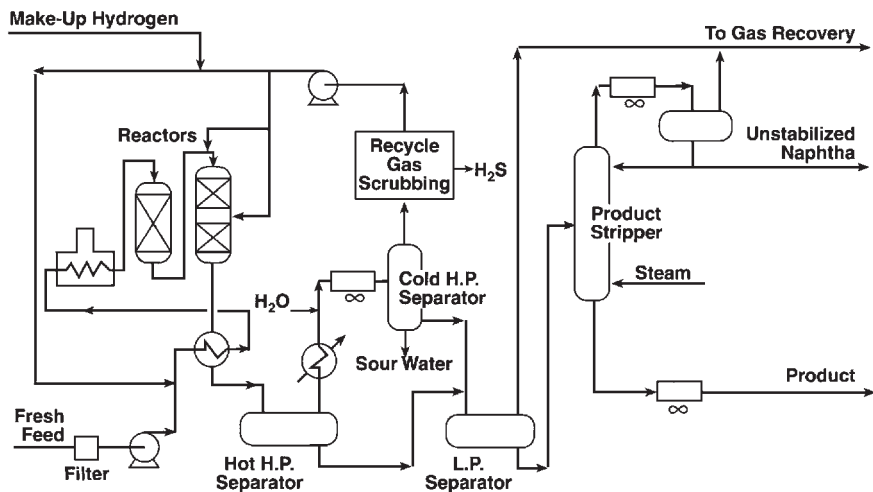 Make-Up Hydrogen
To Gas Recovery
Reactors
Recycle
Gas
Scrubbing
H₂S
Unstabilized
Naphtha
Product
Stripper
Steam
Cold H.P.
Separator
H₂O
Sour Water
Product
Fresh
Feed
Filter
Hot H.P.
Separator
L.P.
Separator